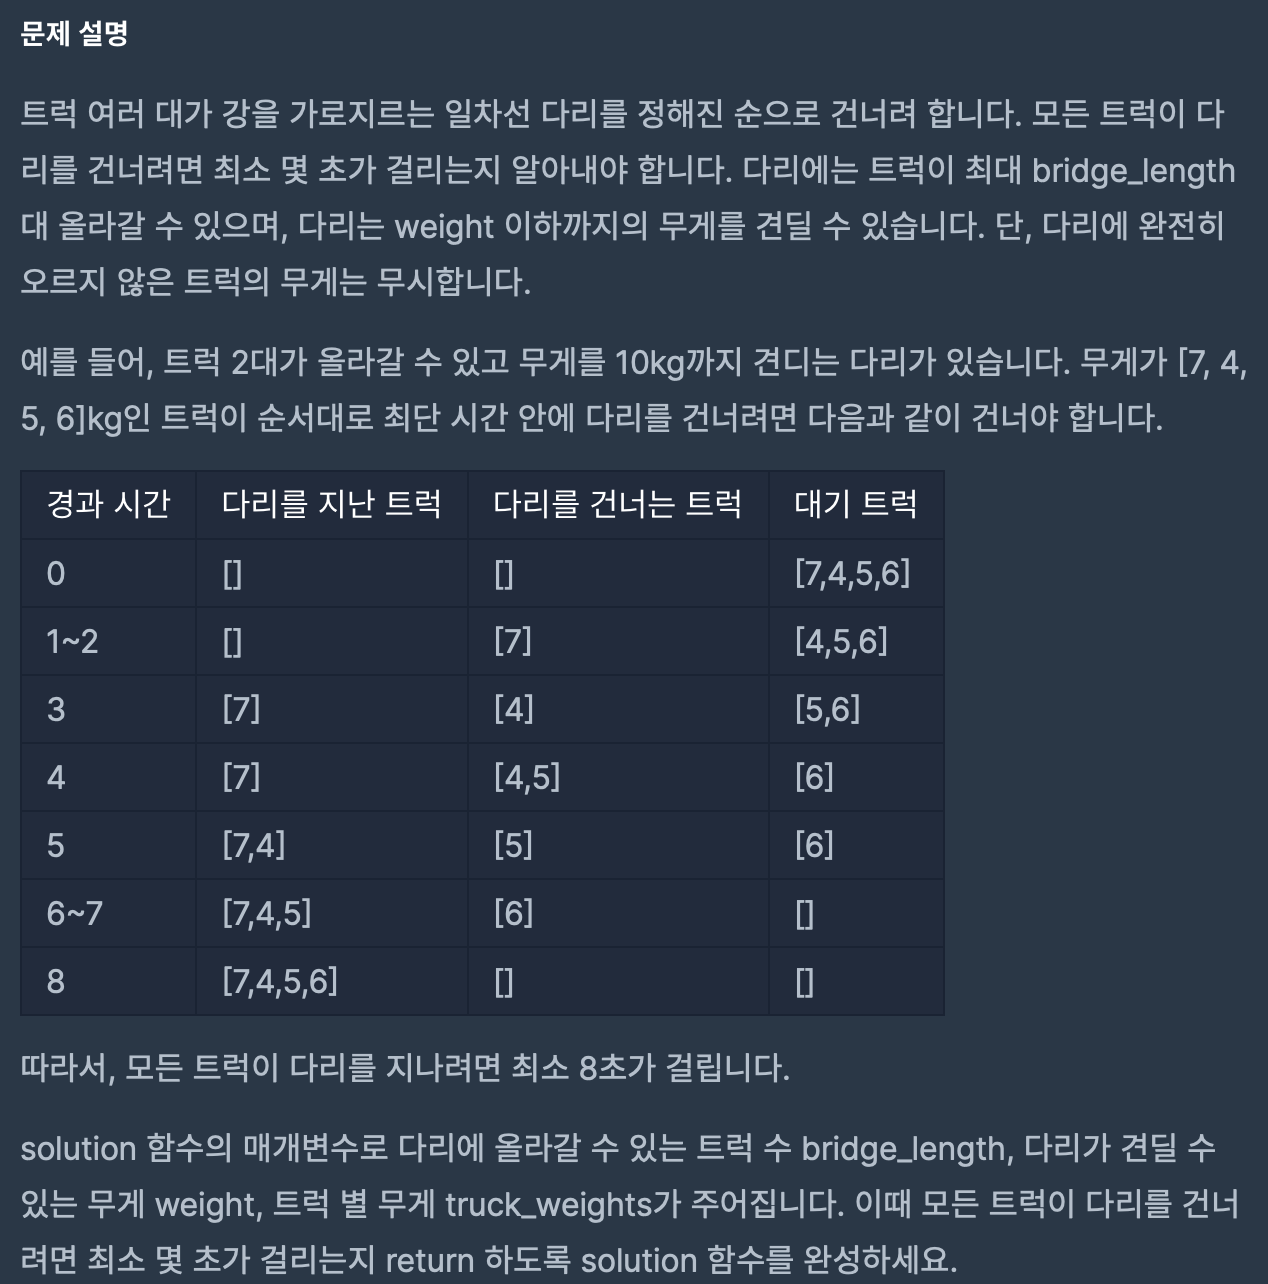 문제 설명
트럭 여러 대가 강을 가로지르는 일차선 다리를 정해진 순으로 건너려 합니다. 모든 트럭이 다
리를 건너려면 최소 몇 초가 걸리는지 알아내야 합니다. 다리에는 트럭이 최대 bridge_length
대 올라갈 수 있으며, 다리는 weight 이하까지의 무게를 견딜 수 있습니다. 단, 다리에 완전히
오르지 않은 트럭의 무게는 무시합니다.
예를 들어, 트럭 2대가 올라갈 수 있고 무게를 10kg까지 견디는 다리가 있습니다. 무게가 [7, 4,
5, 6]kg인 트럭이 순서대로 최단 시간 안에 다리를 건너려면 다음과 같이 건너야 합니다.
경과 시간 다리를 지난 트럭 다리를 건너는 트럭 대기 트럭
0 [] [] [7,4,5,6]
1~2 [] [7] [4,5,6]
3 [7] [4] [5,6]
4 [7] [4,5] [6]
5 [7,4] [5] [6]
6~7 [7,4,5] [6] []
8 [7,4,5,6] [] []
따라서, 모든 트럭이 다리를 지나려면 최소 8초가 걸립니다.
solution 함수의 매개변수로 다리에 올라갈 수 있는 트럭 수 bridge_length, 다리가 견딜 수
있는 무게 weight, 트럭 별 무게 truck_weights가 주어집니다. 이때 모든 트럭이 다리를 건너
려면 최소 몇 초가 걸리는지 return 하도록 solution 함수를 완성하세요.